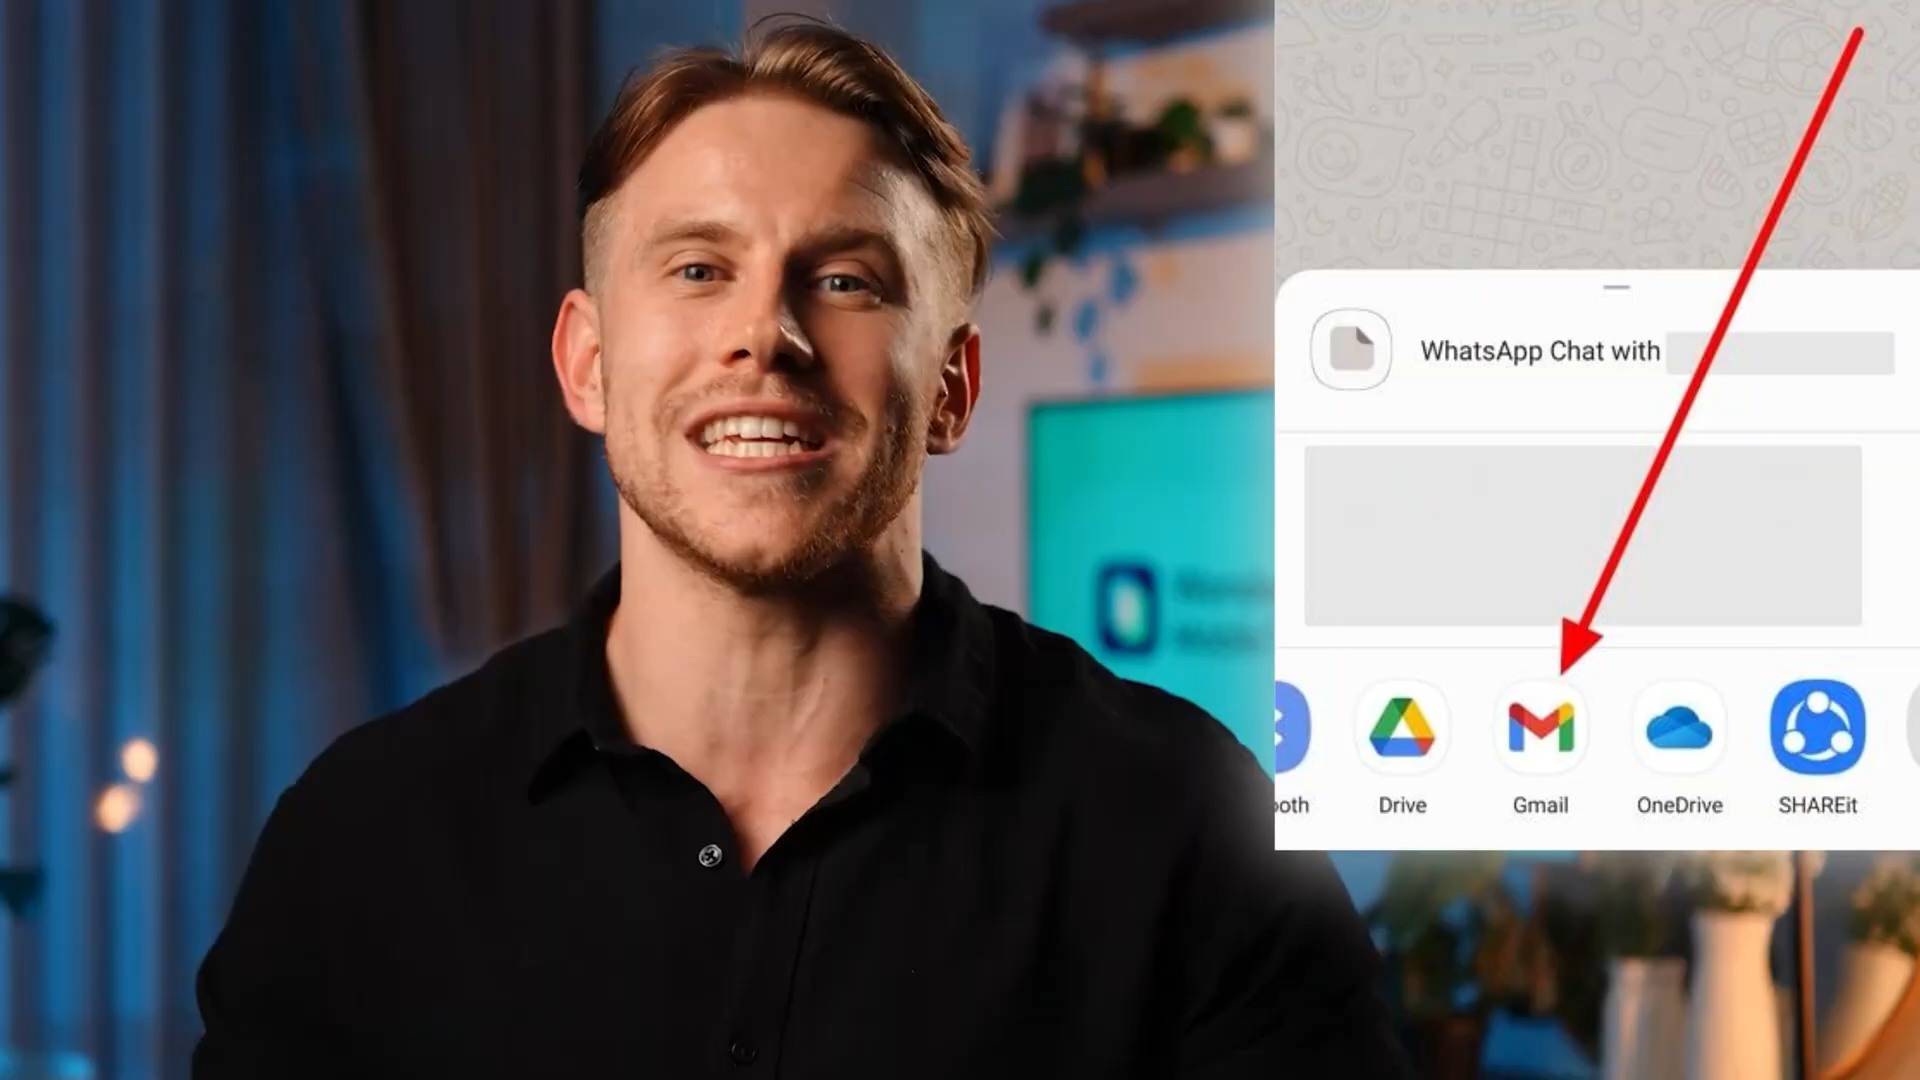 WhatsApp Chat with
oth
Drive
Gmail
OneDrive
SHAREit